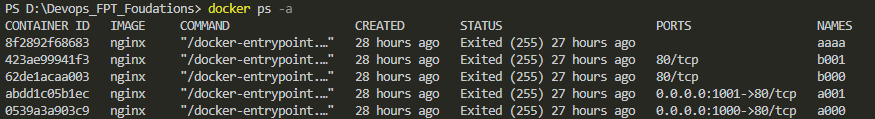 PS D:\Devops_FPT_Foudations> docker ps -a
CONTAINER ID   IMAGE   COMMAND   CREATED   STATUS   PORTS   NAMES
8f2892f68683   nginx   "/docker-entrypoint.…"   28 hours ago   Exited (255) 27 hours ago   aaaa
423ae99941f3   nginx   "/docker-entrypoint.…"   28 hours ago   Exited (255) 27 hours ago   80/tcp   b001
62de1acaa003   nginx   "/docker-entrypoint.…"   28 hours ago   Exited (255) 27 hours ago   80/tcp   b000
abdd1c05b1ec   nginx   "/docker-entrypoint.…"   28 hours ago   Exited (255) 27 hours ago   0.0.0.0:1001->80/tcp   a001
0539a3a903c9   nginx   "/docker-entrypoint.…"   28 hours ago   Exited (255) 27 hours ago   0.0.0.0:1000->80/tcp   a000